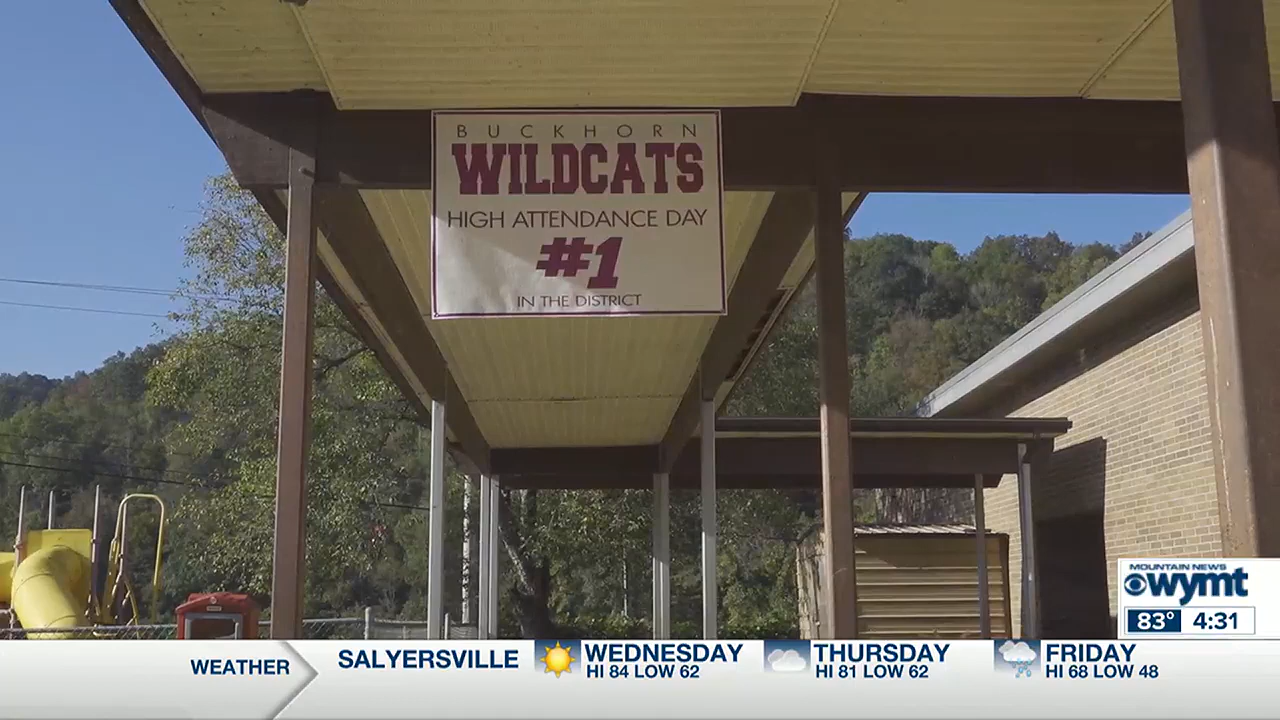 BUCKHORN
WILDCATS
HIGH ATTENDANCE DAY
#1
IN THE DISTRICT
MOUNTAIN NEWS
wymt
83° 4:31
WEATHER
SALYERSVILLE
WEDNESDAY
HI 84 LOW 62
THURSDAY
HI 81 LOW 62
FRIDAY
HI 68 LOW 48